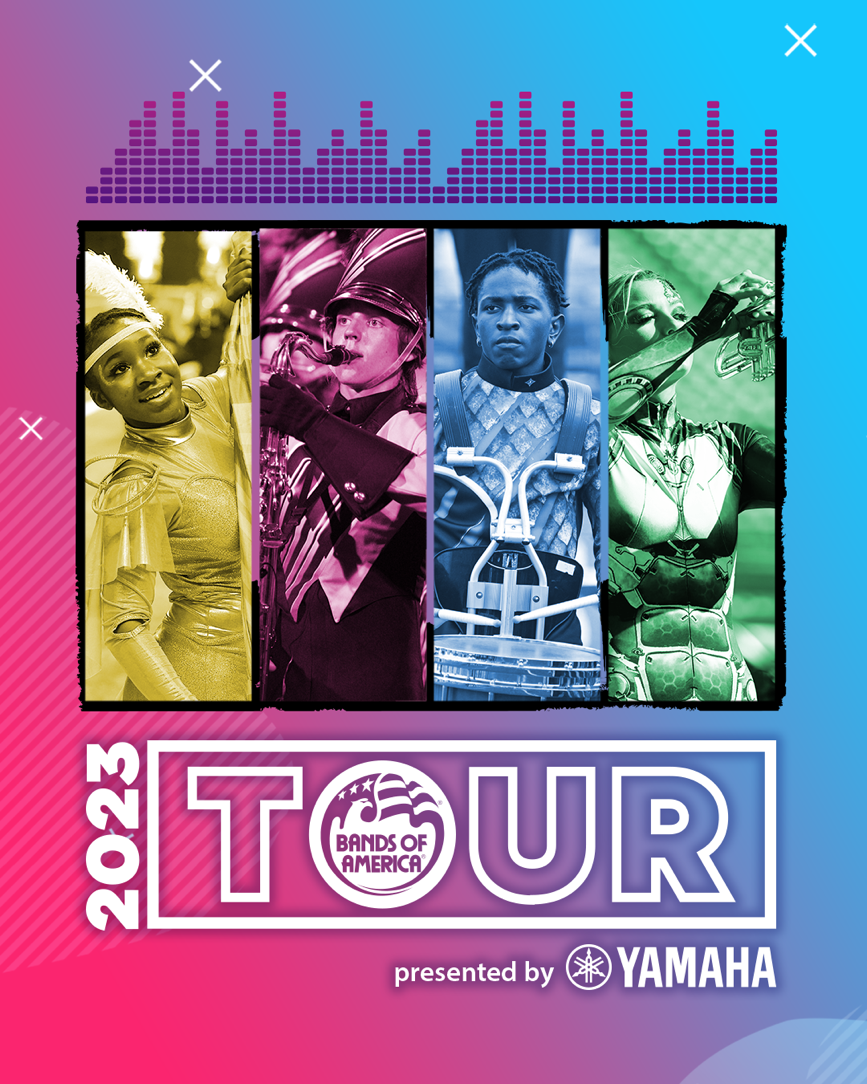 2023
TOUR
BANDS OF
AMERICA®
presented by YAMAHA